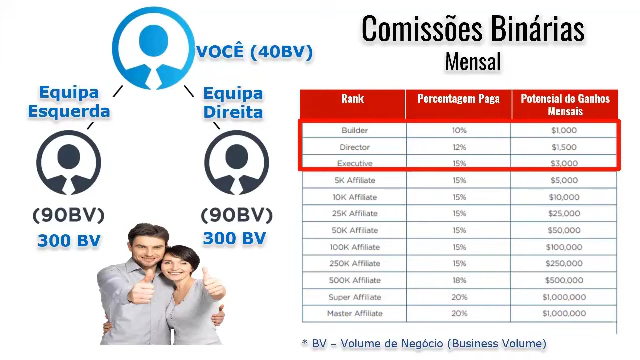 Comissões Binárias
Mensal
VOCÊ (40BV)
Equipa
Esquerda
Equipa
Direita
(90BV)
300 BV
(90BV)
300 BV
Rank Porcentagem Paga Potencial de Ganhos
Mensais
Builder 10% $1,000
Director 12% $1,500
Executive 15% $3,000
5K Affiliate 15% $5,000
10K Affiliate 15% $10,000
25K Affiliate 15% $25,000
50K Affiliate 15% $50,000
100K Affiliate 15% $100,000
250K Affiliate 15% $250,000
500K Affiliate 18% $500,000
Super Affiliate 20% $1,000,000
Master Affiliate 20% $1,000,000
* BV – Volume de Negócio (Business Volume)